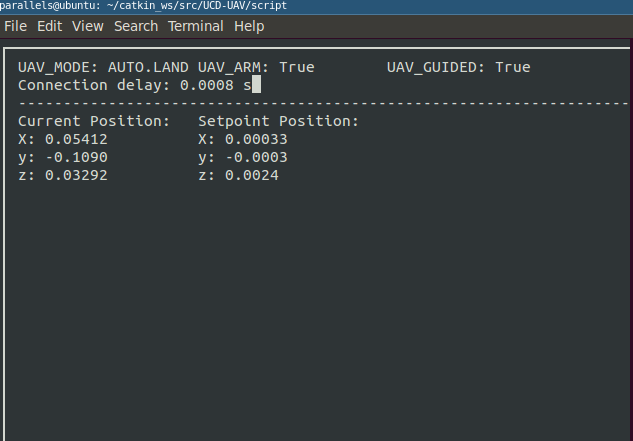 parallels@ubuntu: ~/catkin_ws/src/UCD-UAV/script
File Edit View Search Terminal Help
UAV_MODE: AUTO.LAND UAV_ARM: True UAV_GUIDED: True
Connection delay: 0.0008 s
--------------------------------------------------------------------
Current Position: Setpoint Position:
X: 0.05412 X: 0.00033
y: -0.1090 y: -0.0003
z: 0.03292 z: 0.0024